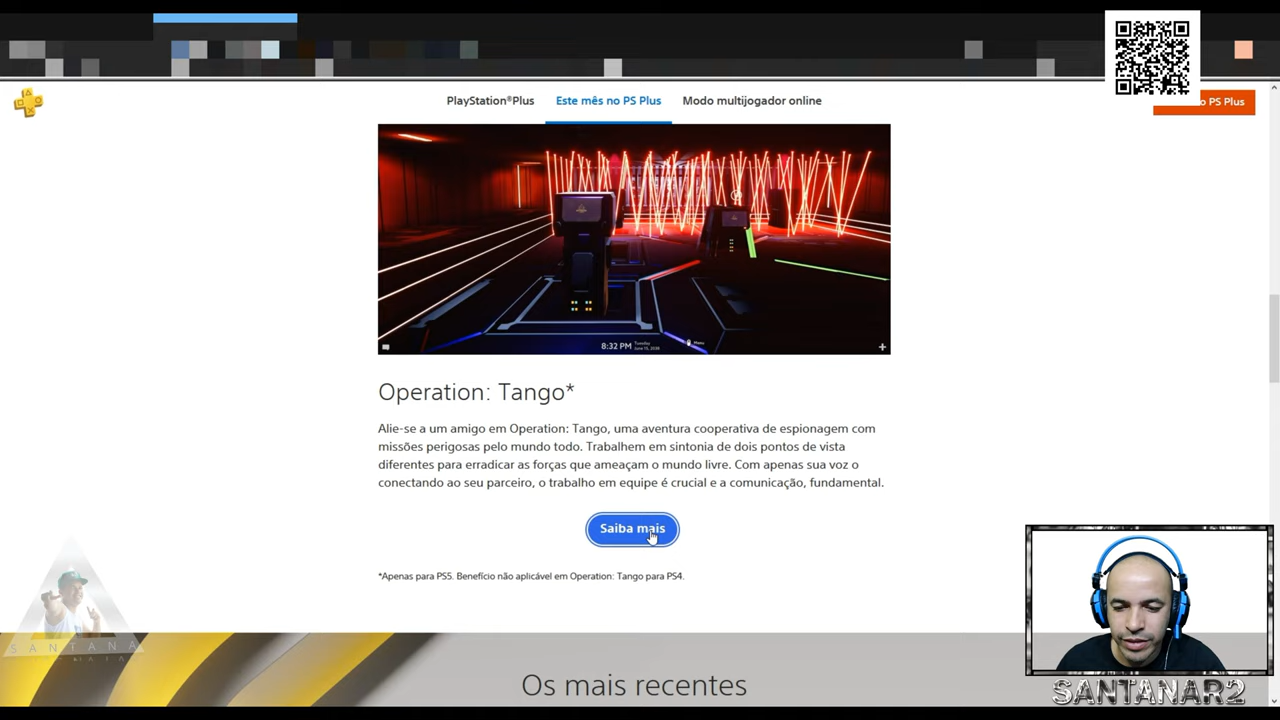 PlayStation®Plus
Este mês no PS Plus
Modo multijogador online
o PS Plus
8:32 PM
Operation: Tango*
Alie-se a um amigo em Operation: Tango, uma aventura cooperativa de espionagem com
missões perigosas pelo mundo todo. Trabalhem em sintonia de dois pontos de vista
diferentes para erradicar as forças que ameaçam o mundo livre. Com apenas sua voz o
conectando ao seu parceiro, o trabalho em equipe é crucial e a comunicação, fundamental.
Saiba mais
*Apenas para PS5. Benefício não aplicável em Operation: Tango para PS4.
SANTANA
Os mais recentes
SANTANAR2